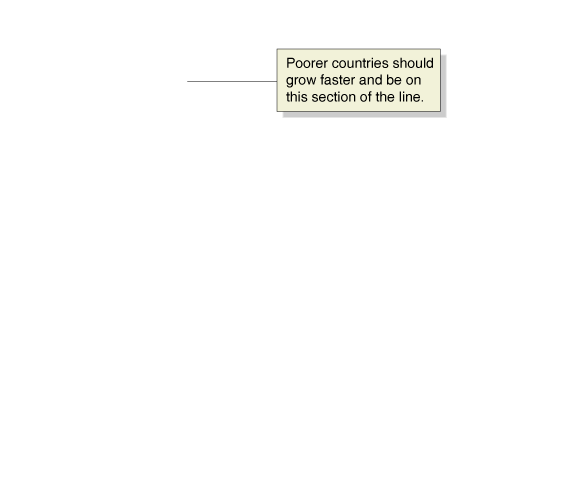 Poorer countries should
grow faster and be on
this section of the line.